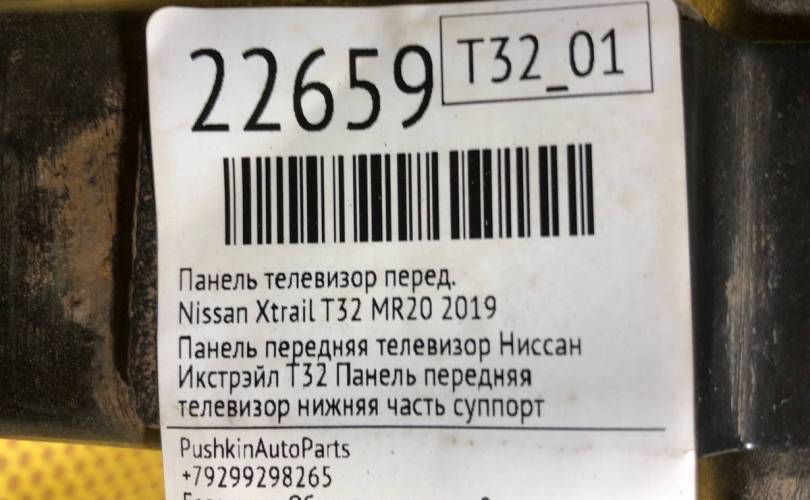 22659
T32_01
Панель телевизор перед.
Nissan Xtrail T32 MR20 2019
Панель передняя телевизор Ниссан
Икстрэйл Т32 Панель передняя
телевизор нижняя часть суппорт
PushkinAutoParts
+79299298265